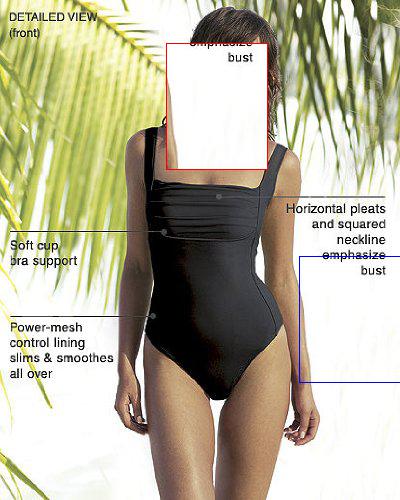 DETAILED VIEW
(front)
emphasize
bust
Horizontal pleats
and squared
neckline
emphasize
bust
Soft cup
bra support
Power-mesh
control lining
slims & smoothes
all over